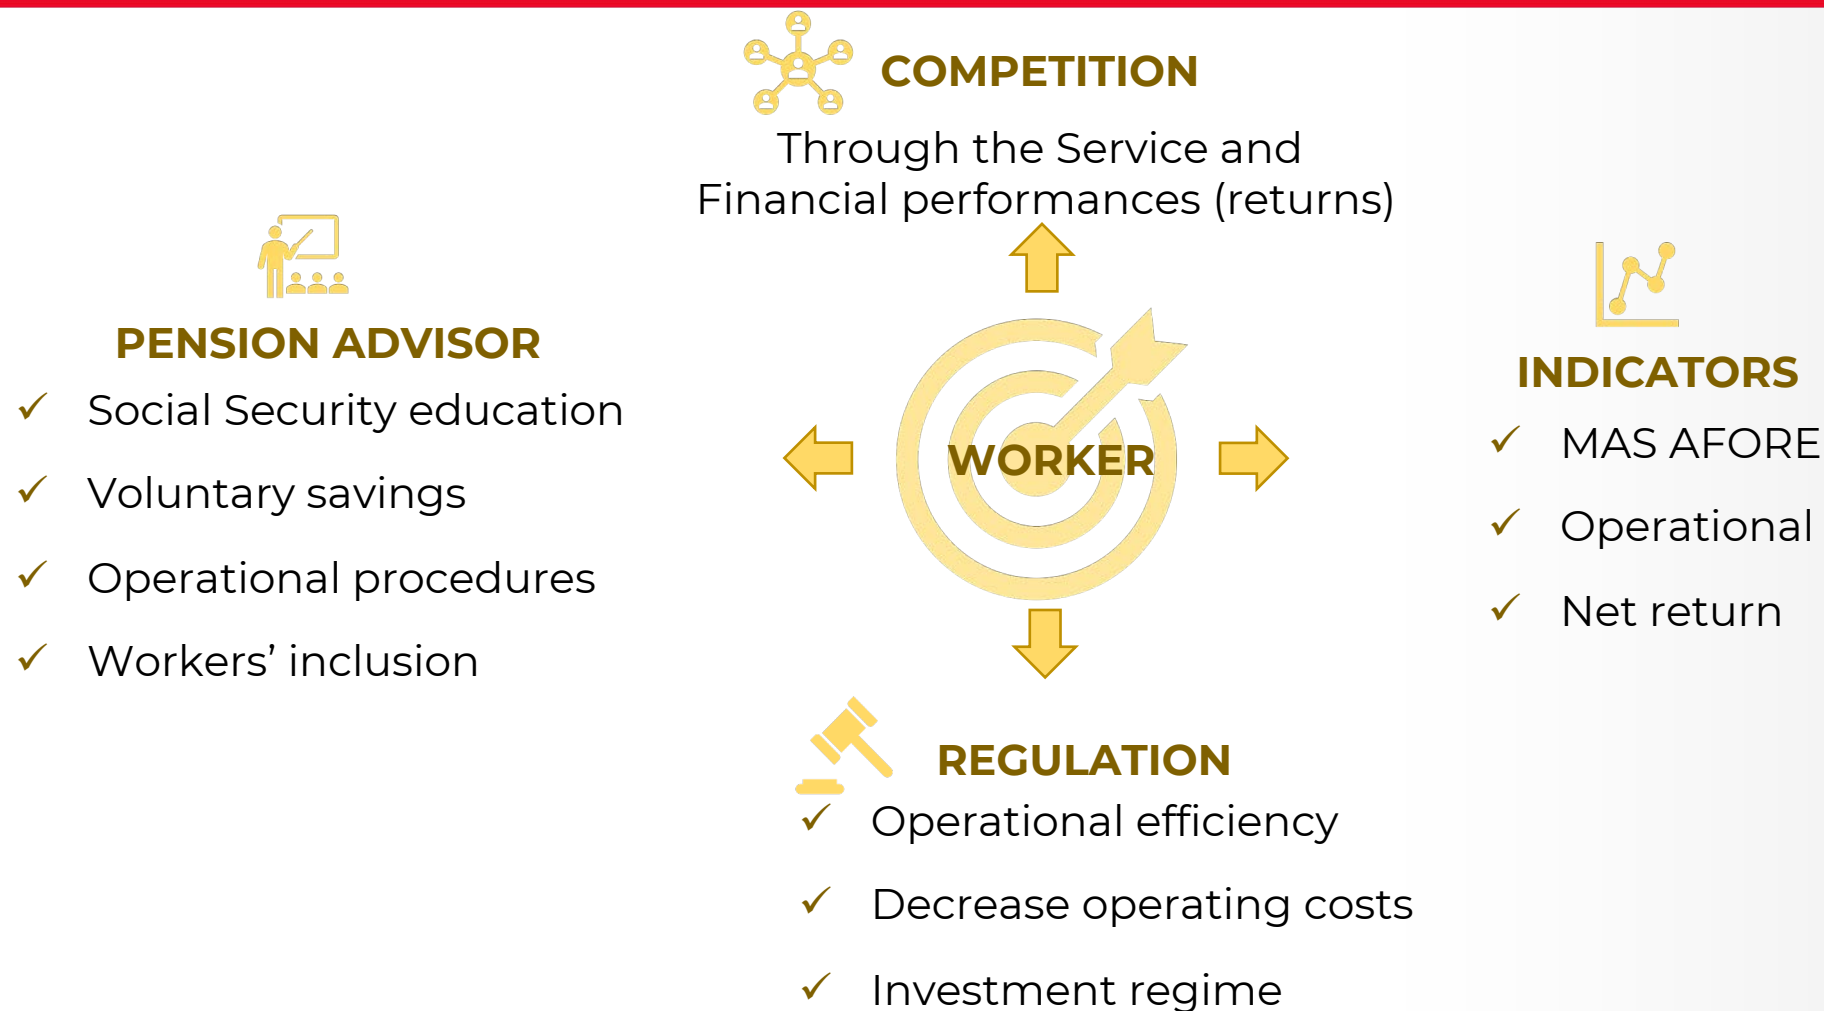 COMPETITION
Through the Service and
Financial performances (returns)
PENSION ADVISOR
✓ Social Security education
✓ Voluntary savings
✓ Operational procedures
✓ Workers’ inclusion
WORKER
INDICATORS
✓ MAS AFORE
✓ Operational
✓ Net return
REGULATION
✓ Operational efficiency
✓ Decrease operating costs
✓ Investment regime